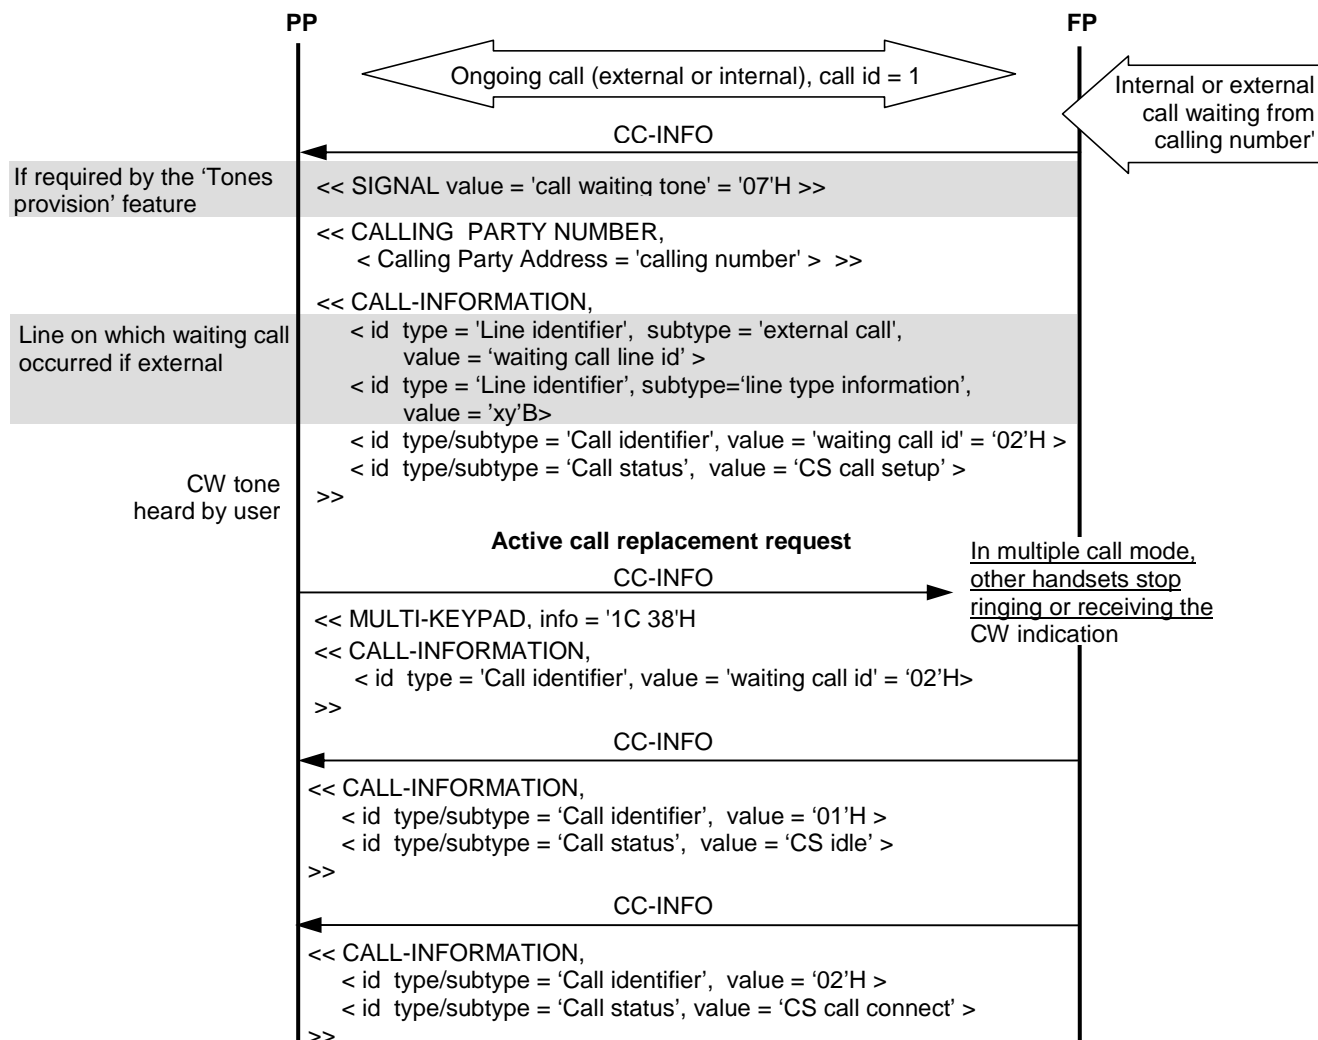 PP
FP
Ongoing call (external or internal), call id = 1
Internal or external
call waiting from
calling number'
CC-INFO
If required by the ‘Tones
provision’ feature
<< SIGNAL value = 'call waiting tone' = '07'H >>
<< CALLING PARTY NUMBER,
< Calling Party Address = 'calling number' > >>
<< CALL-INFORMATION,
Line on which waiting call
occurred if external
< id type = 'Line identifier', subtype = 'external call',
value = ‘waiting call line id’ >
< id type = ‘Line identifier’, subtype=‘line type information’,
value = ’xy’B>
< id type/subtype = 'Call identifier', value = 'waiting call id' = ‘02’H >
< id type/subtype = ‘Call status’, value = ‘CS call setup’ >
>>
CW tone
heard by user
Active call replacement request
CC-INFO
In multiple call mode,
other handsets stop
ringing or receiving the
CW indication
<< MULTI-KEYPAD, info = '1C 38'H
<< CALL-INFORMATION,
< id type = 'Call identifier', value = 'waiting call id' = ‘02’H>
>>
CC-INFO
<< CALL-INFORMATION,
< id type/subtype = ‘Call identifier’, value = ‘01’H >
< id type/subtype = ‘Call status’, value = ‘CS idle’ >
>>
CC-INFO
<< CALL-INFORMATION,
< id type/subtype = ‘Call identifier’, value = ‘02’H >
< id type/subtype = ‘Call status’, value = ‘CS call connect’ >
>>